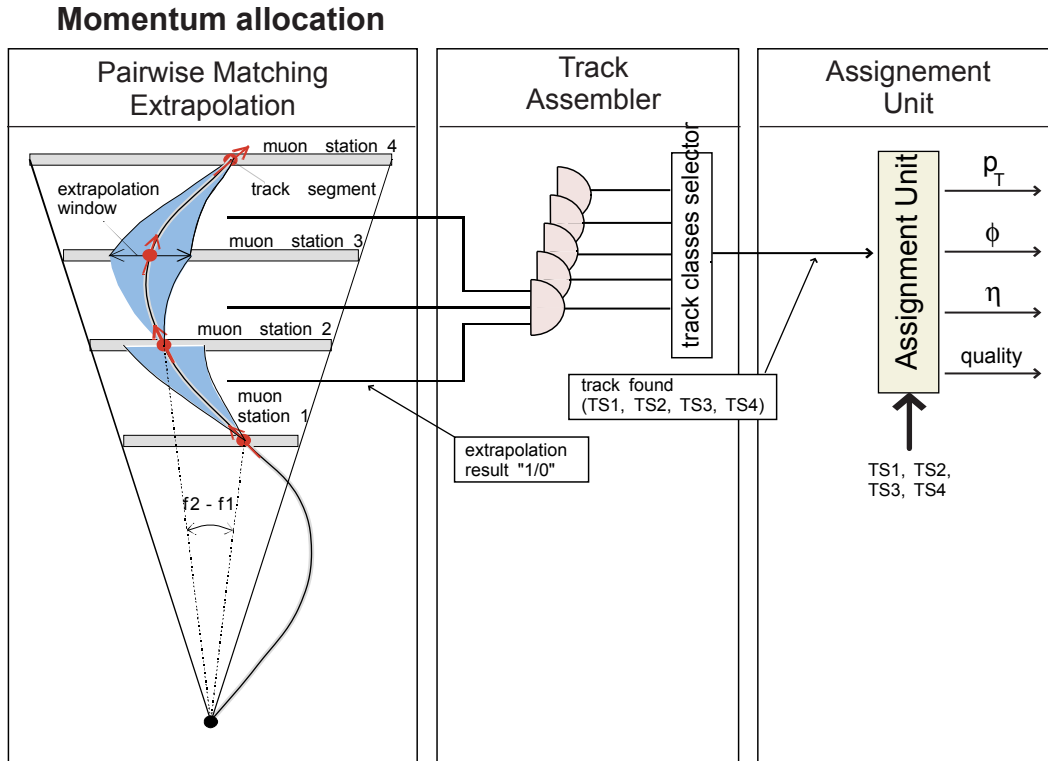 Momentum allocation
Pairwise Matching
Extrapolation
muon station 4
extrapolation
window
track segment
muon station 3
muon station 2
muon
station 1
f2 - f1
extrapolation
result "1/0"
Track
Assembler
track classes selector
track found
(TS1, TS2, TS3, TS4)
Assignement
Unit
Assignment Unit
pT
ϕ
η
quality
TS1, TS2,
TS3, TS4